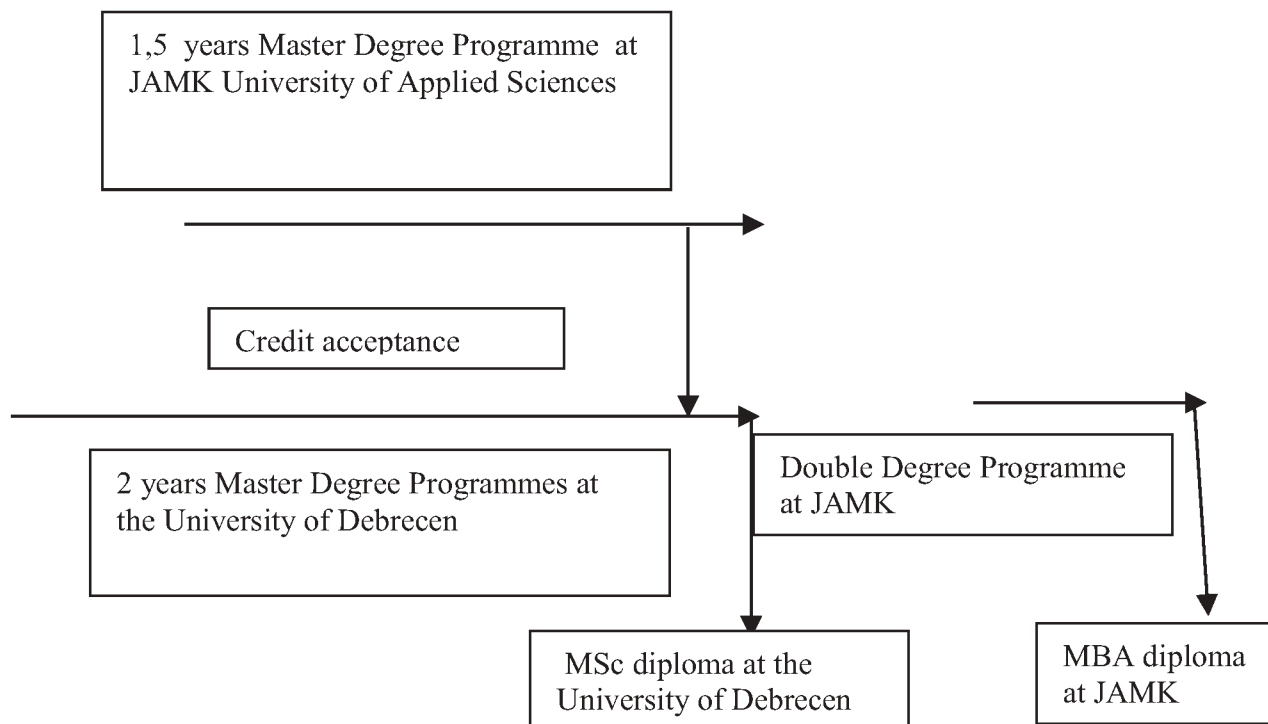 1,5 years Master Degree Programme at
JAMK University of Applied Sciences
Credit acceptance
2 years Master Degree Programmes at
the University of Debrecen
Double Degree Programme
at JAMK
MSc diploma at the
University of Debrecen
MBA diploma
at JAMK